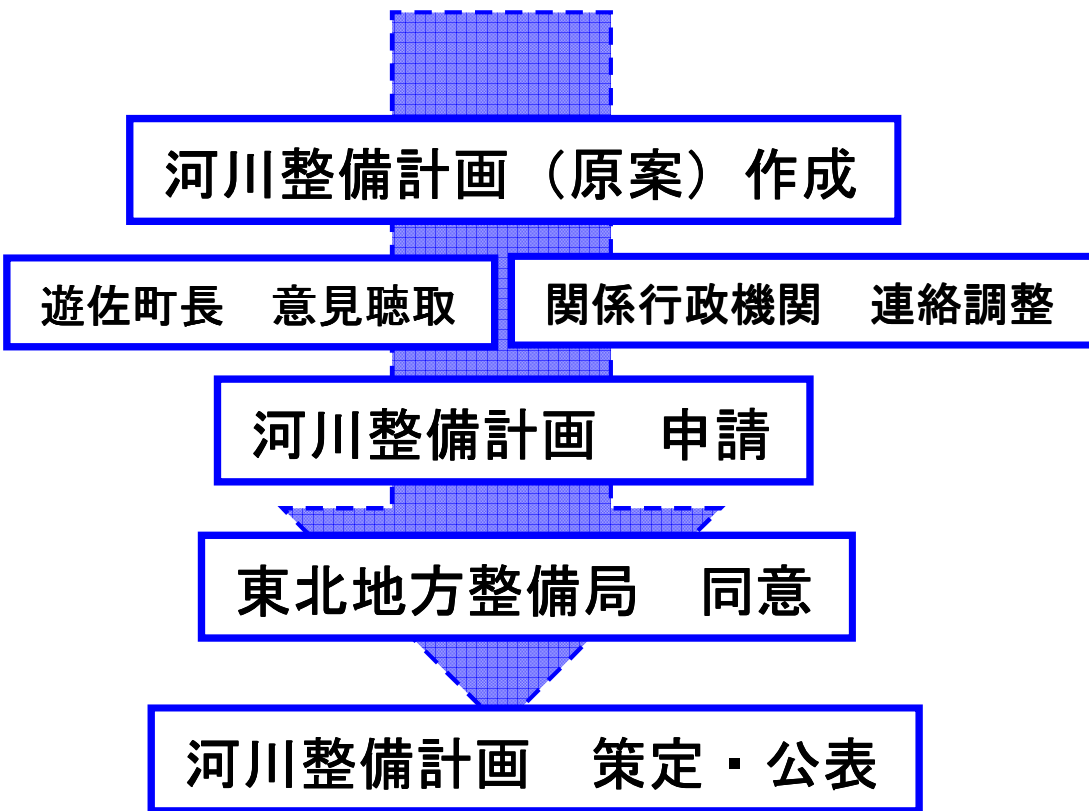 河川整備計画（原案）作成
遊佐町長　意見聴取
関係行政機関　連絡調整
河川整備計画　申請
東北地方整備局　同意
河川整備計画　策定・公表